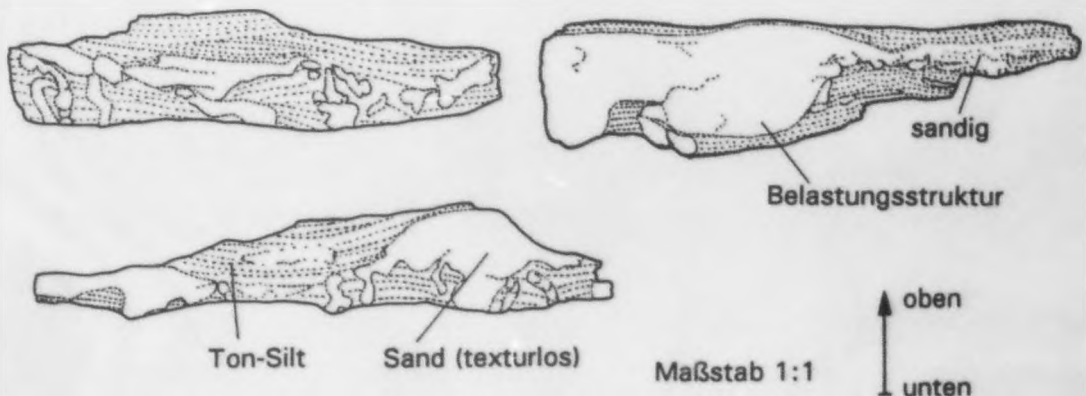 sandig
Belastungsstruktur
Ton-Silt
Sand (texturlos)
Maßstab 1:1
oben
unten